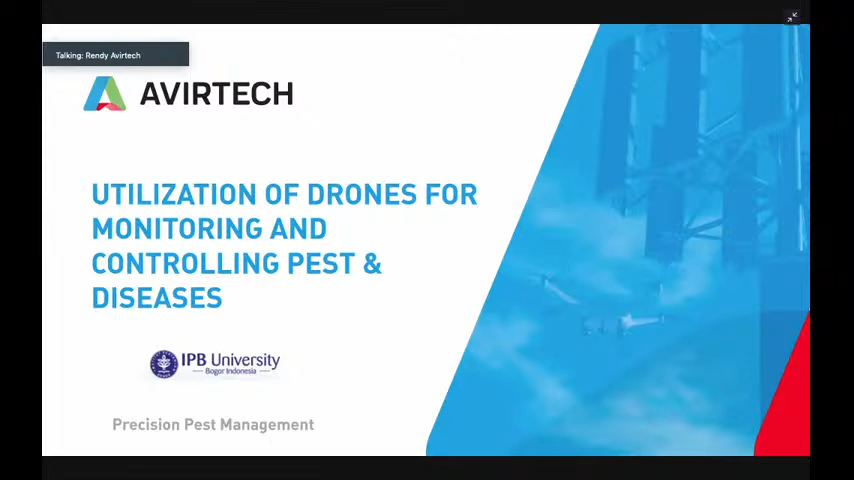 Talking: Rendy Avirtech
AVIRTECH
UTILIZATION OF DRONES FOR
MONITORING AND
CONTROLLING PEST &
DISEASES
IPB University
Bogor Indonesia
Precision Pest Management